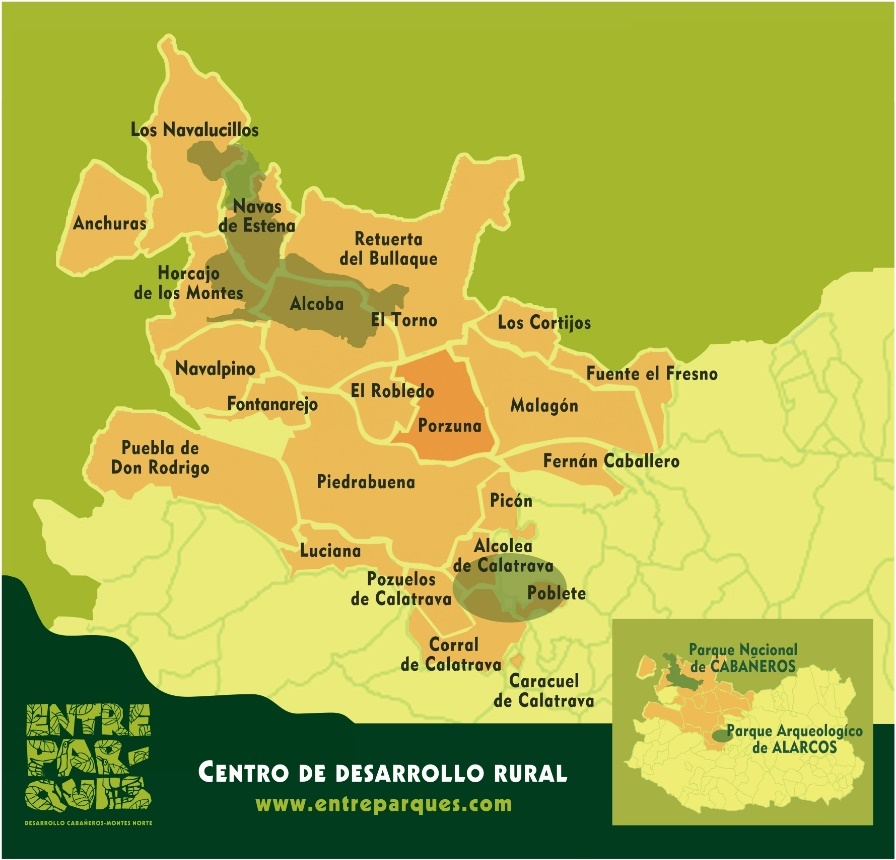 Los Navalucillos
Anchuras
Navas
de Estena
Retuerta
del Bullaque
Horcajo
de los Montes
Alcoba
El Torno
Los Cortijos
Navalpino
Fuente el Fresno
El Robledo
Fontanarejo
Malagón
Porzuna
Puebla de
Don Rodrigo
Fernán Caballero
Piedrabuena
Picón
Luciana
Alcolea
de Calatrava
Pozuelos
de Calatrava
Poblete
Corral
de Calatrava
Caracuel
de Calatrava
Parque Nacional
de CABAÑEROS
Parque Arqueologíco
de ALARCOS
ENTRE
PAR-
QUES
DESARROLLO CABAÑEROS-MONTES NORTE
CENTRO DE DESARROLLO RURAL
www.entreparques.com